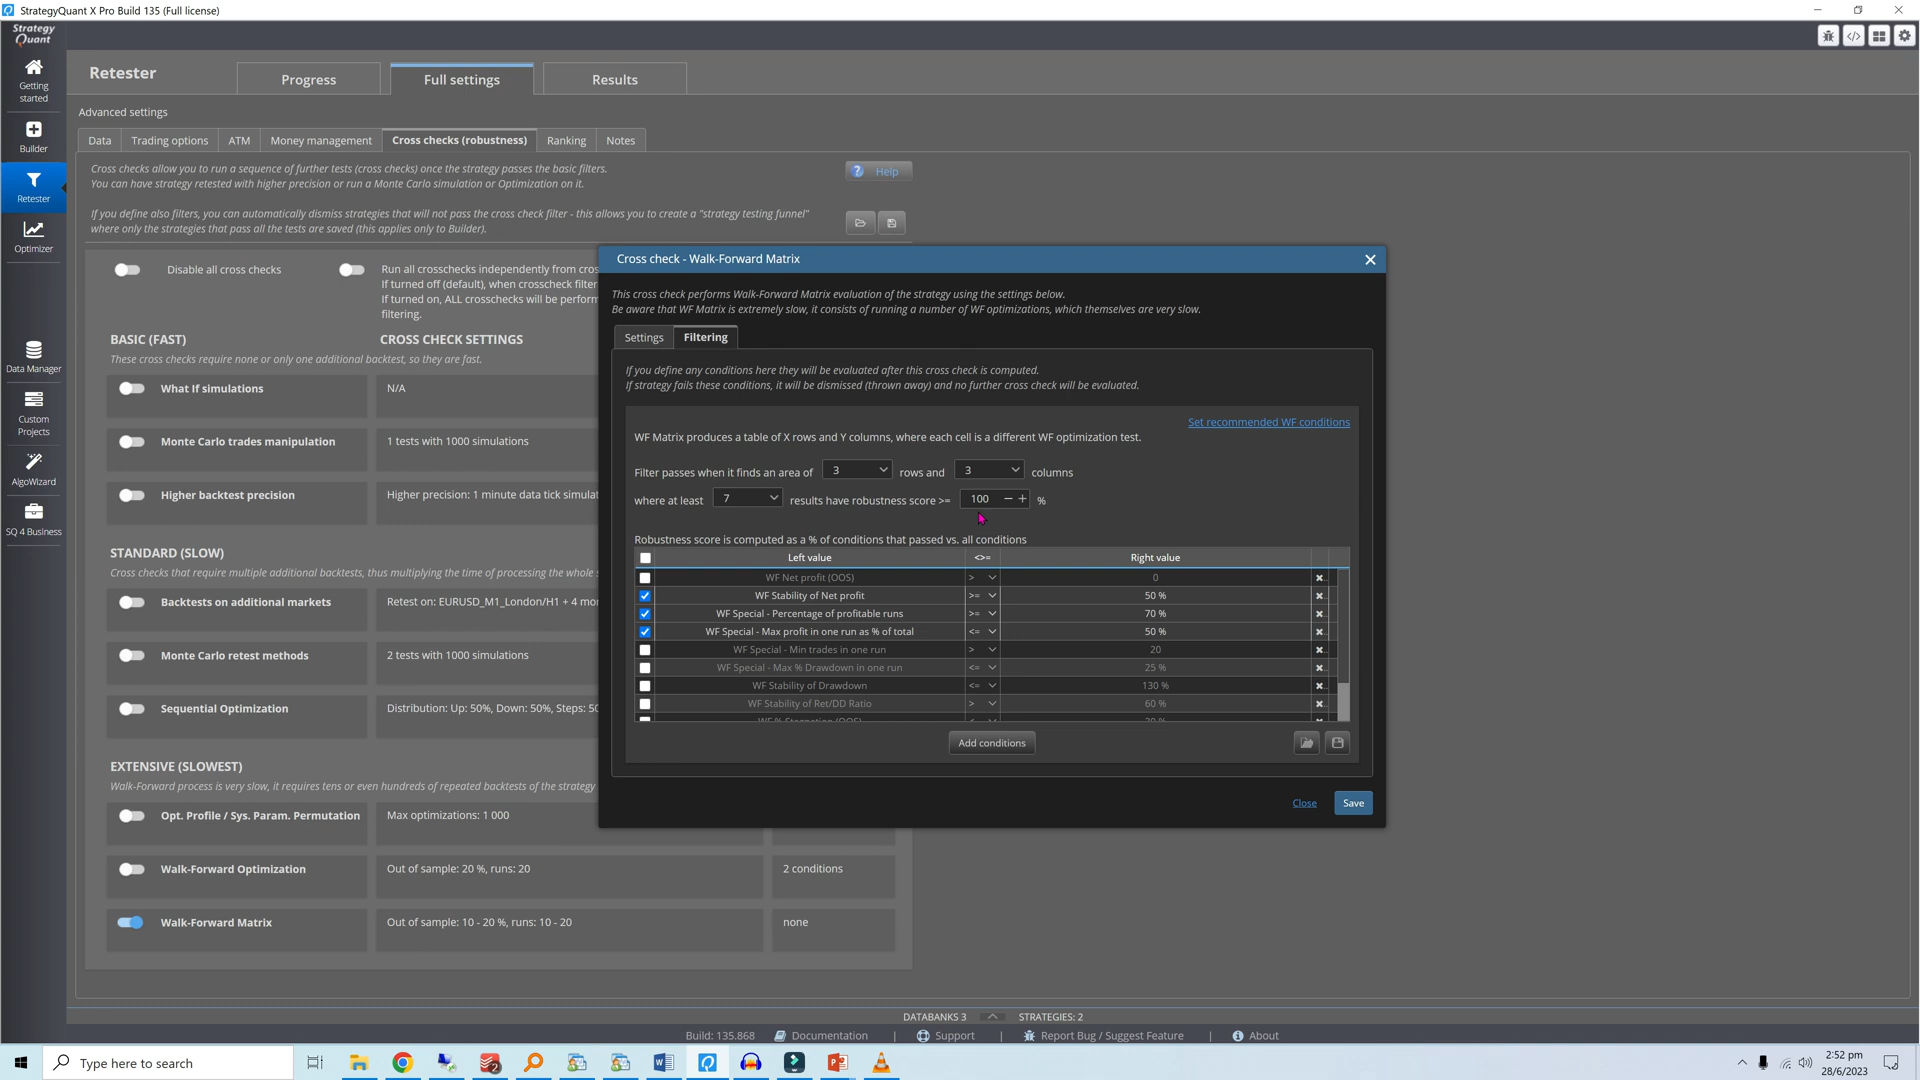 StrategyQuant X Pro Build 135 (Full license)
Strategy
Quant
Getting
started
Builder
Retester
Optimizer
Data Manager
Custom
Projects
AlgoWizard
SQ 4 Business
Retester
Progress
Full settings
Results
Advanced settings
Data
Trading options
ATM
Money management
Cross checks (robustness)
Ranking
Notes
Cross checks allow you to run a sequence of further tests (cross checks) once the strategy passes the basic filters.
You can have strategy retested with higher precision or run a Monte Carlo simulation or Optimization on it.
Help
If you define also filters, you can automatically dismiss strategies that will not pass the cross check filter - this allows you to create a "strategy testing funnel"
where only the strategies that pass all the tests are saved (this applies only to Builder).
Disable all cross checks
Run all crosschecks independently from cros
If turned off (default), when crosscheck filter
If turned on, ALL crosschecks will be perform
filtering.
BASIC (FAST)
CROSS CHECK SETTINGS
These cross checks require none or only one additional backtest, so they are fast.
What If simulations
N/A
Monte Carlo trades manipulation
1 tests with 1000 simulations
Higher backtest precision
Higher precision: 1 minute data tick simulat
STANDARD (SLOW)
Cross checks that require multiple additional backtests, thus multiplying the time of processing the whole s
Backtests on additional markets
Retest on: EURUSD_M1_London/H1 + 4 mor
Monte Carlo retest methods
2 tests with 1000 simulations
Sequential Optimization
Distribution: Up: 50%, Down: 50%, Steps: 50
EXTENSIVE (SLOWEST)
Walk-Forward process is very slow, it requires tens or even hundreds of repeated backtests of the strategy
Opt. Profile / Sys. Param. Permutation
Max optimizations: 1 000
Walk-Forward Optimization
Out of sample: 20 %, runs: 20
2 conditions
Walk-Forward Matrix
Out of sample: 10 - 20 %, runs: 10 - 20
none
Cross check - Walk-Forward Matrix
This cross check performs Walk-Forward Matrix evaluation of the strategy using the settings below.
Be aware that WF Matrix is extremely slow, it consists of running a number of WF optimizations, which themselves are very slow.
Settings
Filtering
If you define any conditions here they will be evaluated after this cross check is computed.
If strategy fails these conditions, it will be dismissed (thrown away) and no further cross check will be evaluated.
Set recommended WF conditions
WF Matrix produces a table of X rows and Y columns, where each cell is a different WF optimization test.
Filter passes when it finds an area of 3 rows and 3 columns
where at least 7 results have robustness score >= 100 %
Robustness score is computed as a % of conditions that passed vs. all conditions
Left value <>= Right value
WF Net profit (OOS) > 0
WF Stability of Net profit >= 50 %
WF Special - Percentage of profitable runs >= 70 %
WF Special - Max profit in one run as % of total <= 50 %
WF Special - Min trades in one run > 20
WF Special - Max % Drawdown in one run <= 25 %
WF Stability of Drawdown <= 130 %
WF Stability of Ret/DD Ratio > 60 %
WF % Stagnation (OOS)
Add conditions
Close
Save
DATABANKS 3
STRATEGIES: 2
Build: 135.868
Documentation
Support
Report Bug / Suggest Feature
About
Type here to search
2
2:52 pm
28/6/2023